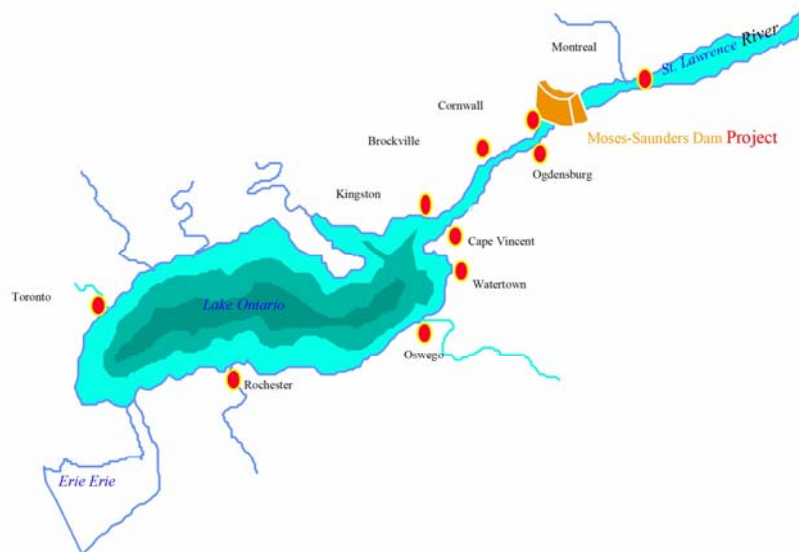 Montreal
St. Lawrence River
Cornwall
Moses-Saunders Dam Project
Brockville
Ogdensburg
Kingston
Cape Vincent
Watertown
Toronto
Lake Ontario
Oswego
Rochester
Erie Erie